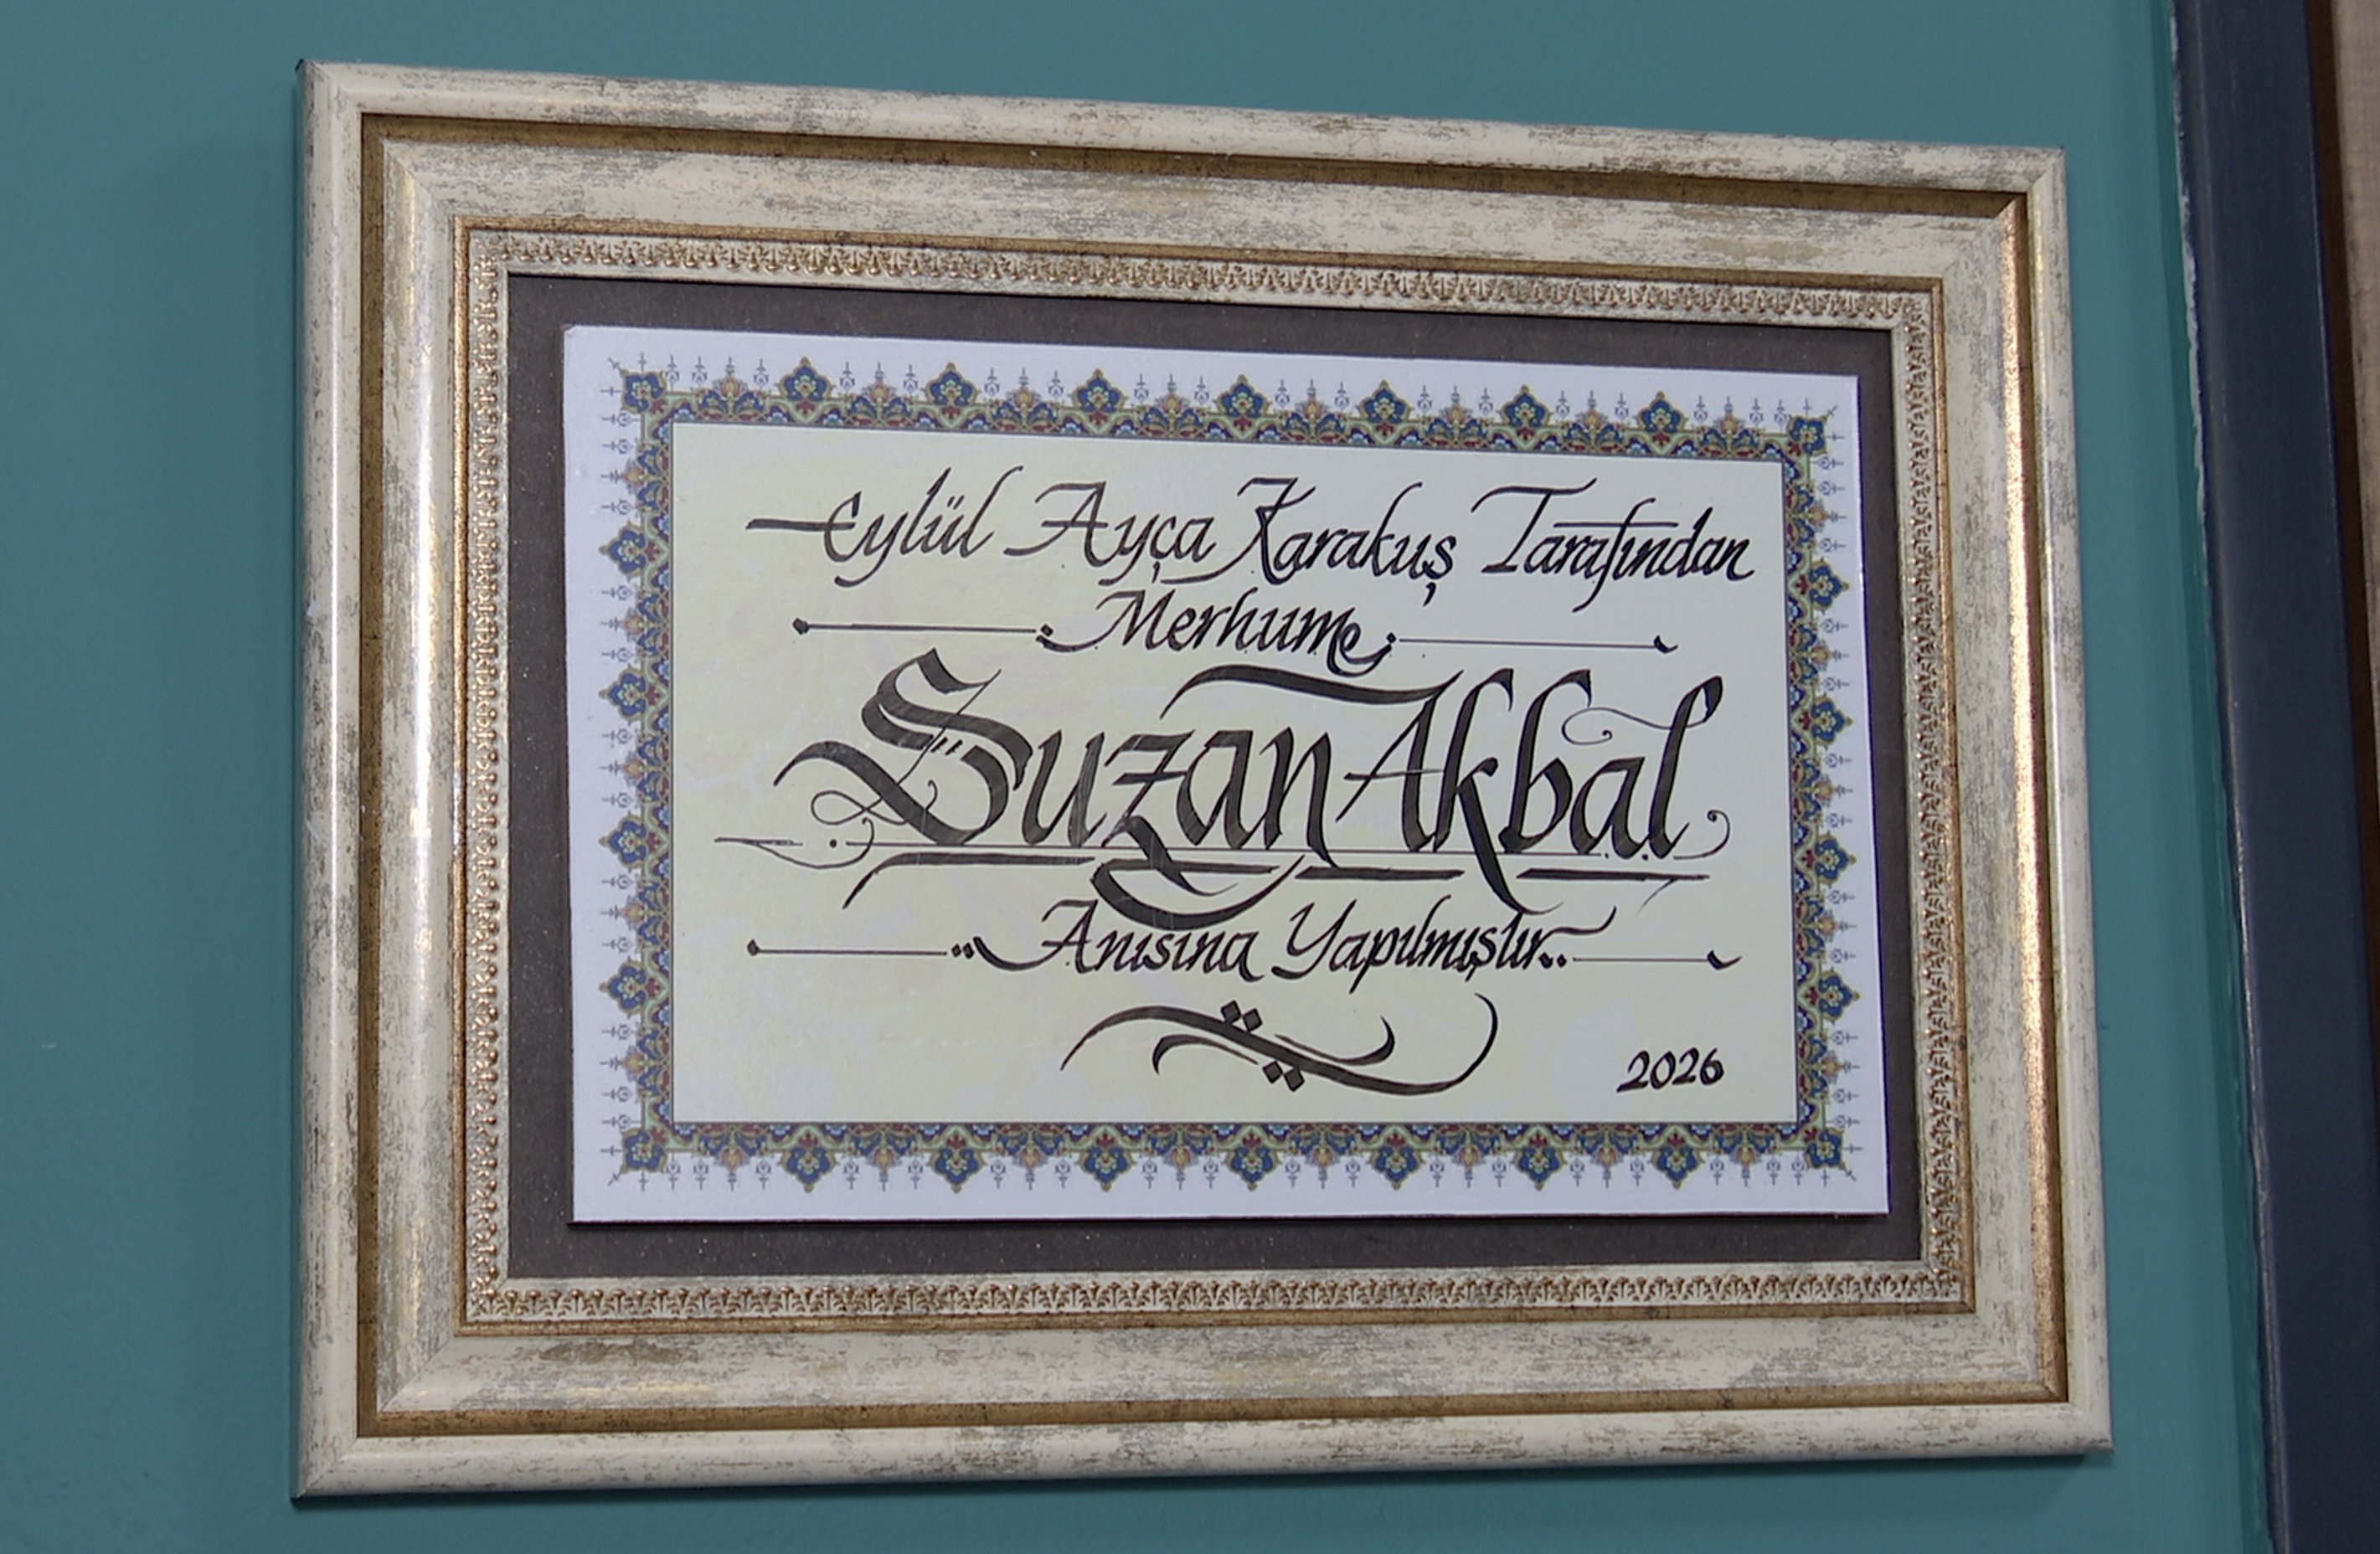 Eylül Ayça Karakuş Tarafından
Merhume
Suzan Akbal
Anısına Yapılmıştır..
2026